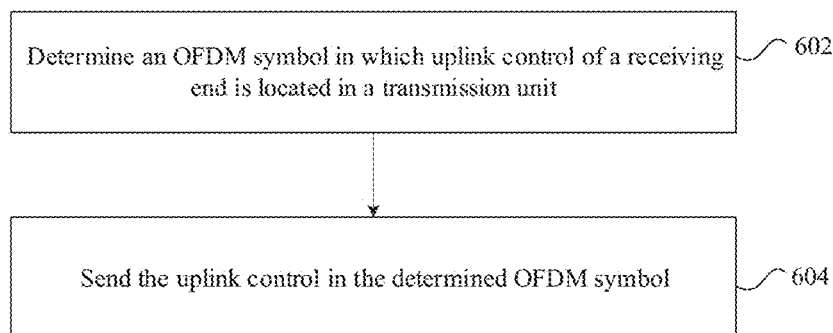 Determine an OFDM symbol in which uplink control of a receiving
end is located in a transmission unit
602
Send the uplink control in the determined OFDM symbol
604